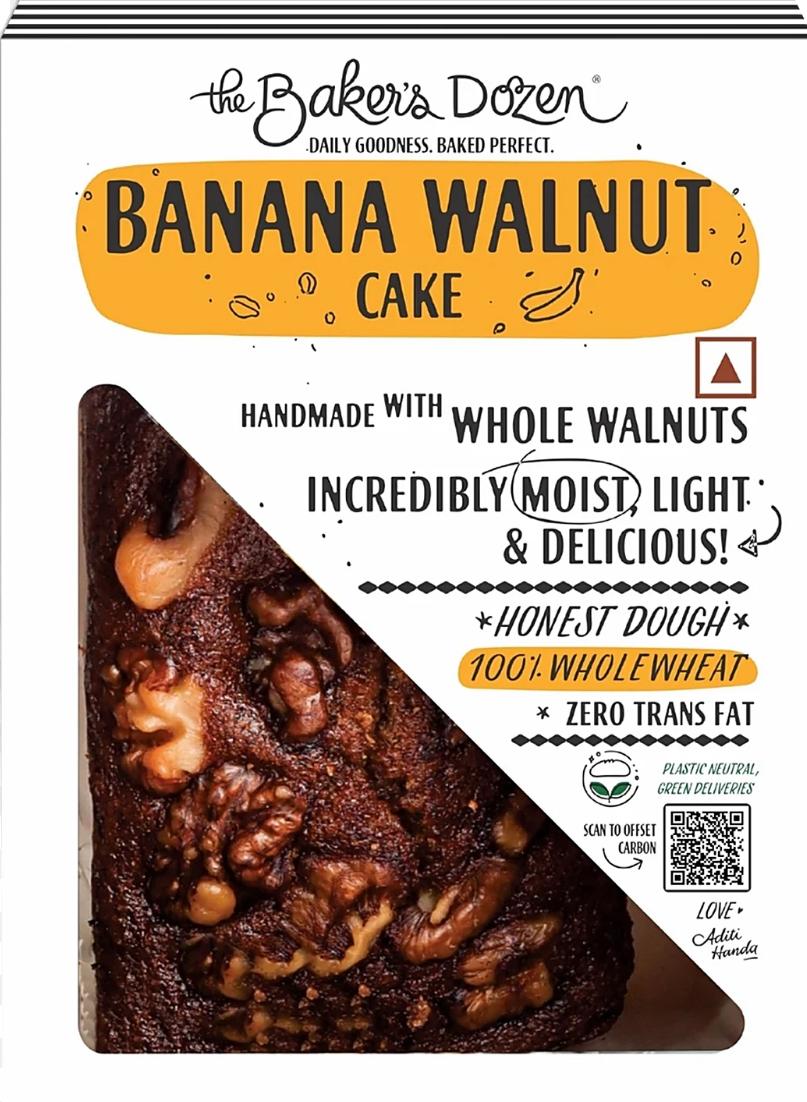 the Baker's Dozen®
DAILY GOODNESS. BAKED PERFECT.
BANANA WALNUT
CAKE
HANDMADE WITH WHOLE WALNUTS
INCREDIBLY MOIST, LIGHT
& DELICIOUS!
*HONEST DOUGH*
100% WHOLEWHEAT
* ZERO TRANS FAT
PLASTIC NEUTRAL,
GREEN DELIVERIES
SCAN TO OFFSET
CARBON
LOVE
Aditi
Handa